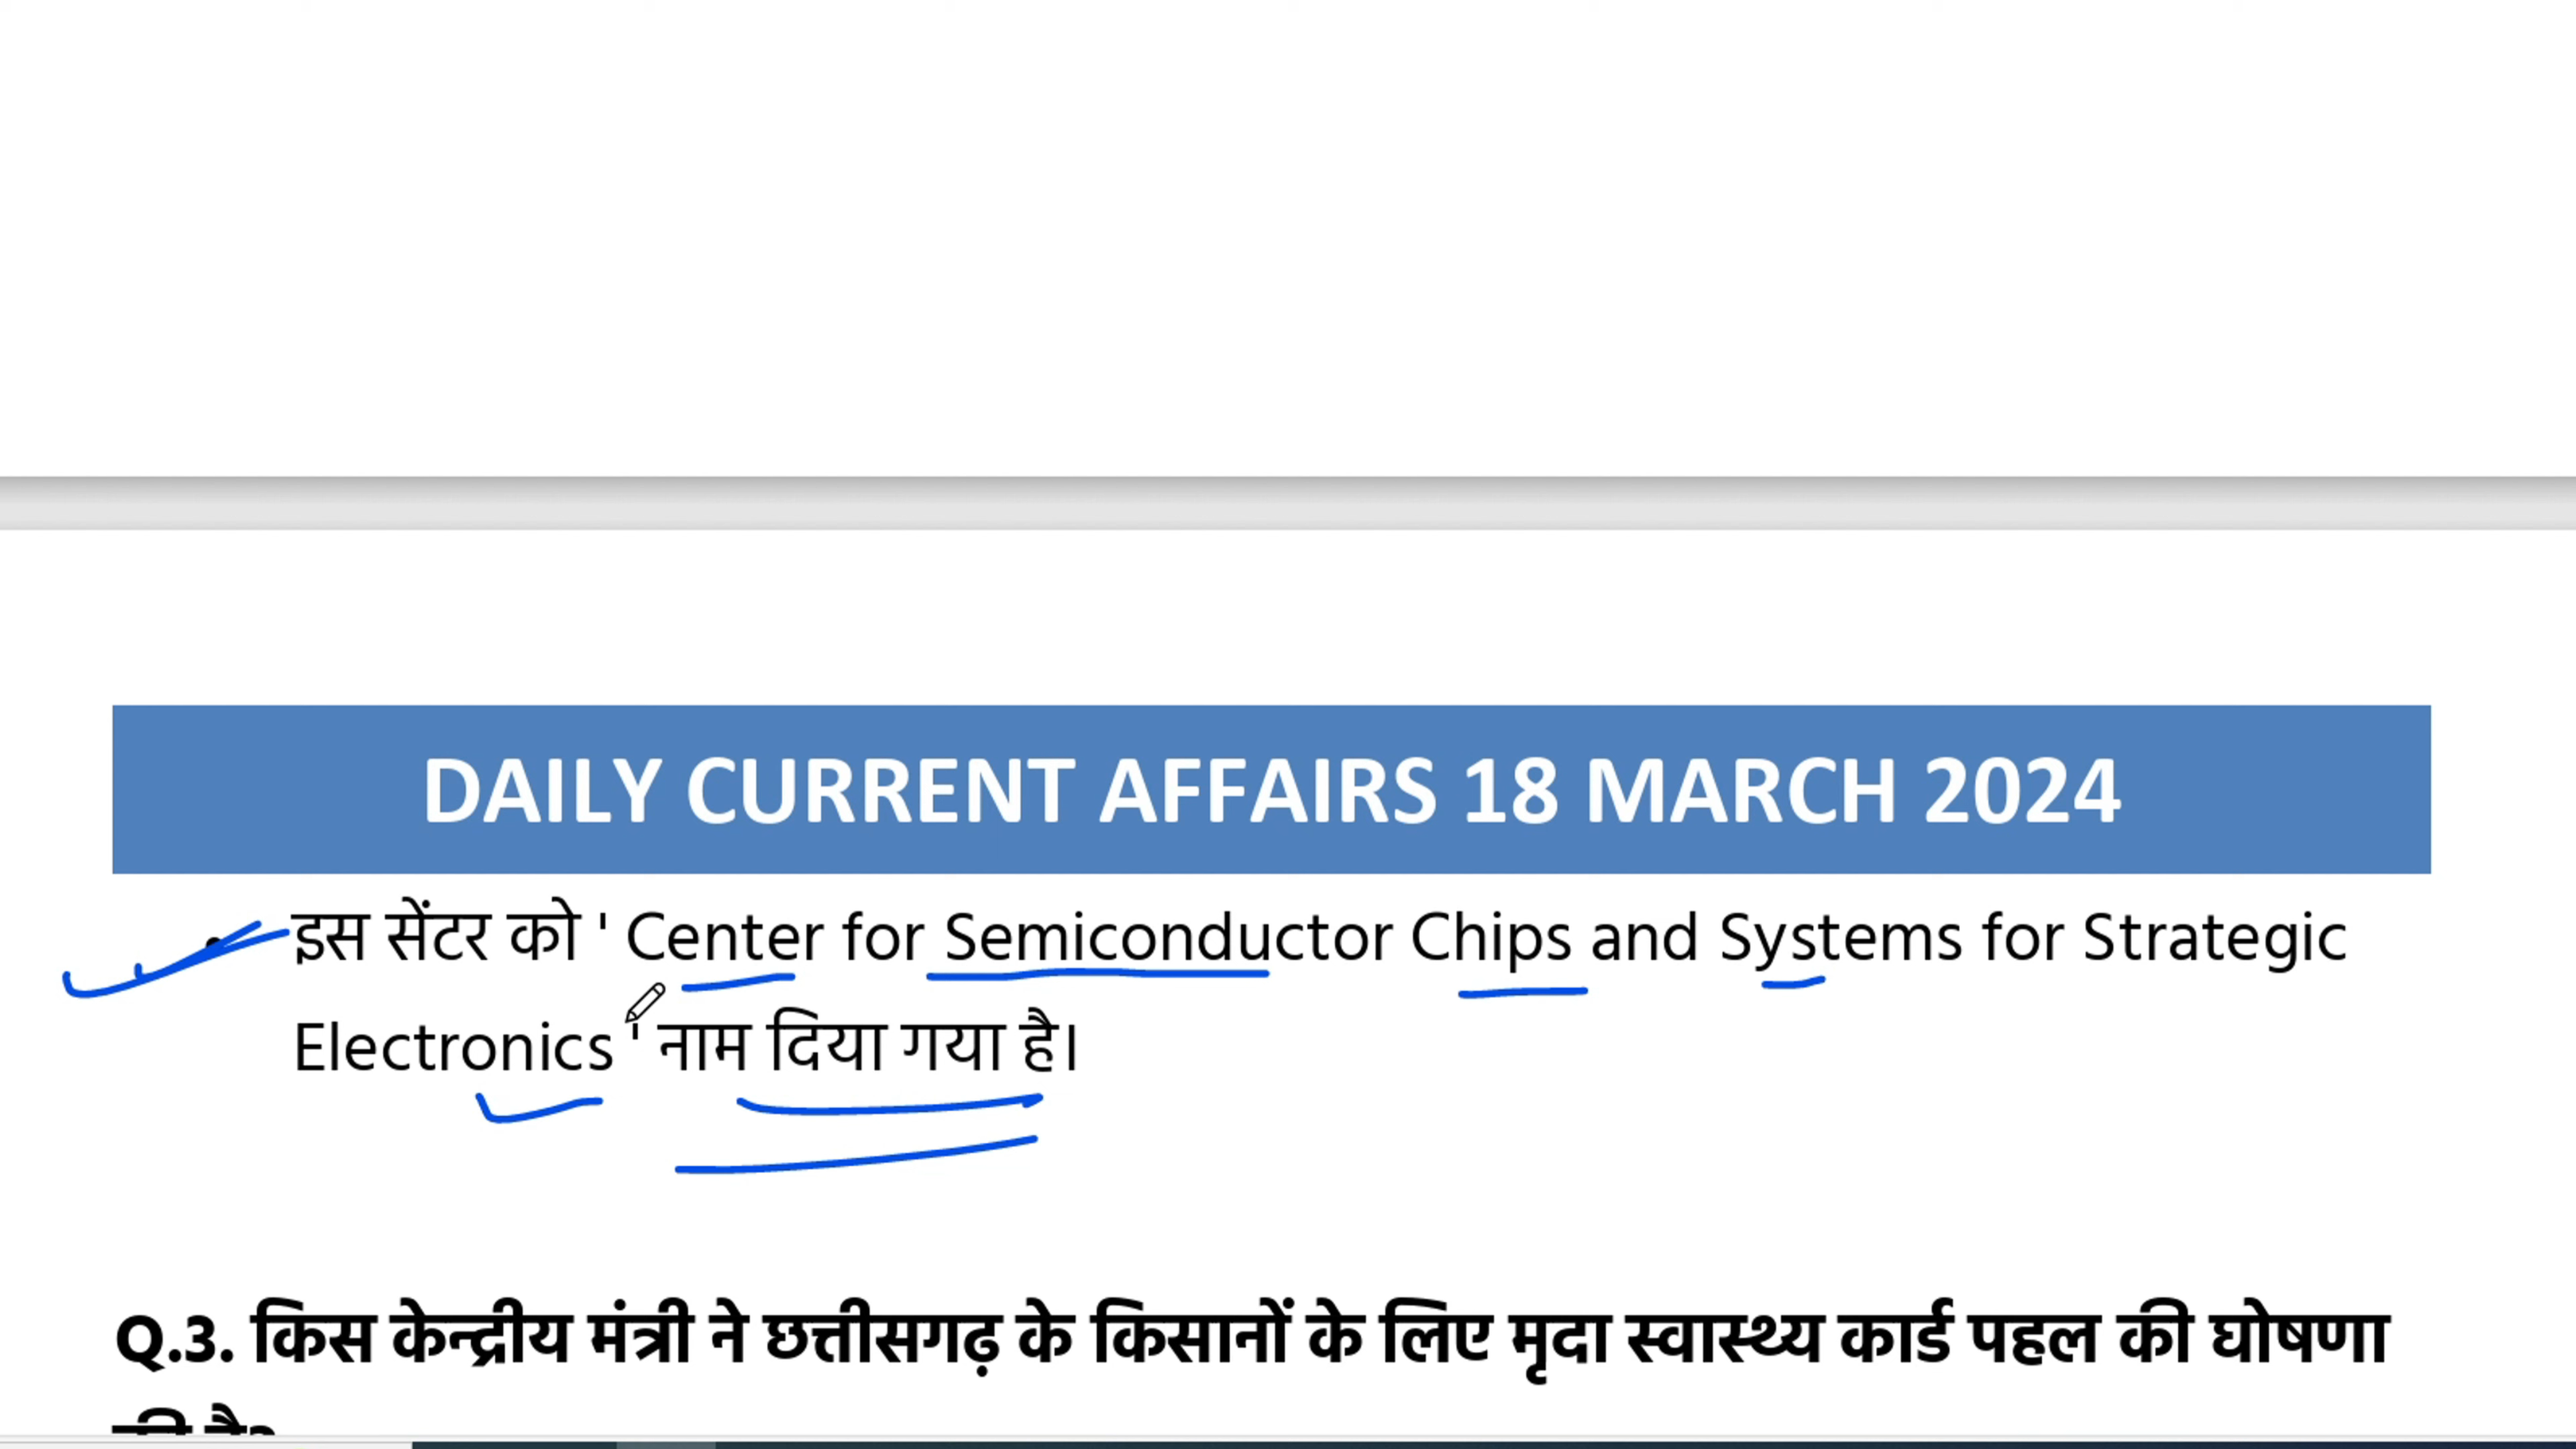 DAILY CURRENT AFFAIRS 18 MARCH 2024
• इस सेंटर को ' Center for Semiconductor Chips and Systems for Strategic
Electronics ' नाम दिया गया है।
Q.3. किस केन्द्रीय मंत्री ने छत्तीसगढ़ के किसानों के लिए मृदा स्वास्थ्य कार्ड पहल की घोषणा